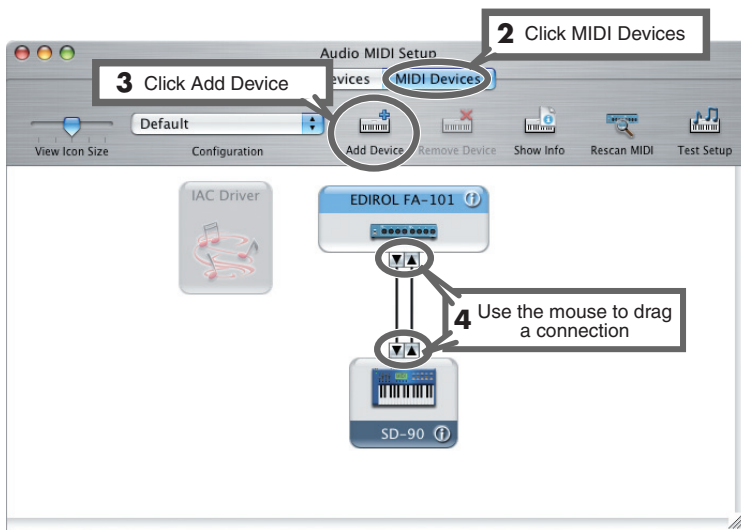 2 Click MIDI Devices
Audio MIDI Setup
3 Click Add Device
evices
MIDI Devices
Default
View Icon Size
Configuration
Add Device
Remove Device
Show Info
Rescan MIDI
Test Setup
IAC Driver
EDIROL FA-101
4 Use the mouse to drag
a connection
SD-90